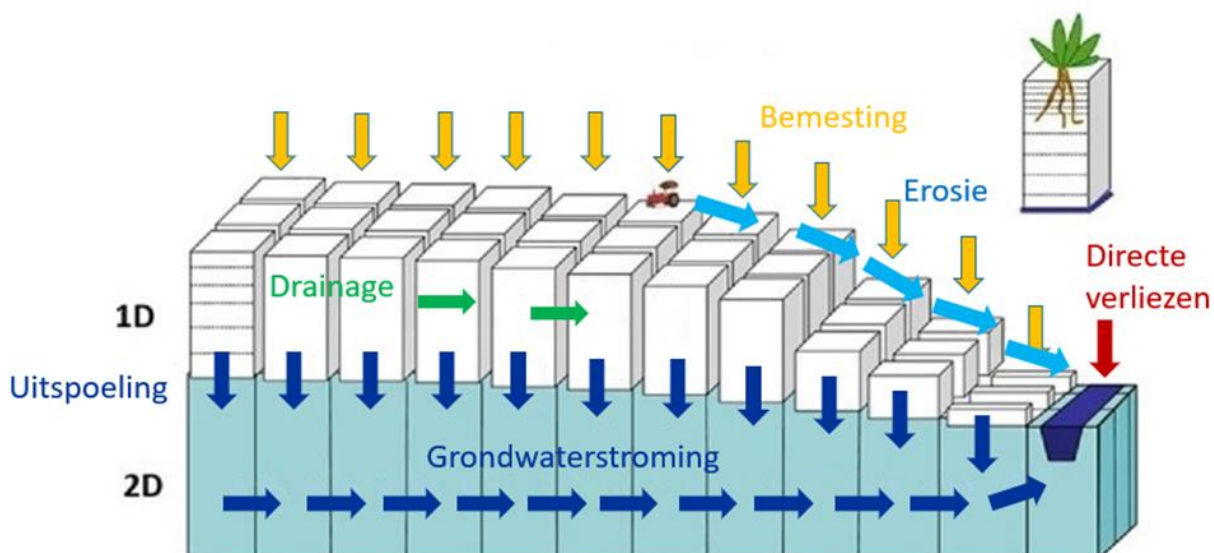 Bemesting
Erosie
Directe
verliezen
Drainage
1D
Uitspoeling
Grondwaterstroming
2D